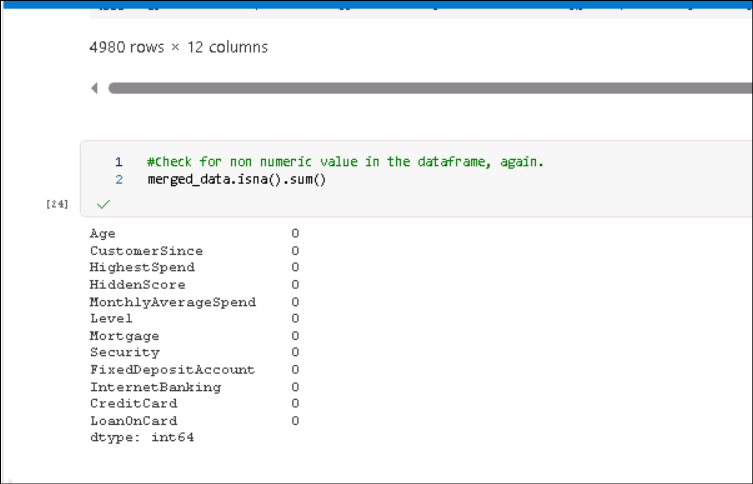 4980 rows × 12 columns
1 #Check for non numeric value in the dataframe, again.
2 merged_data.isna().sum()
[24]
Age 0
CustomerSince 0
HighestSpend 0
HiddenScore 0
MonthlyAverageSpend 0
Level 0
Mortgage 0
Security 0
FixedDepositAccount 0
InternetBanking 0
CreditCard 0
LoanOnCard 0
dtype: int64